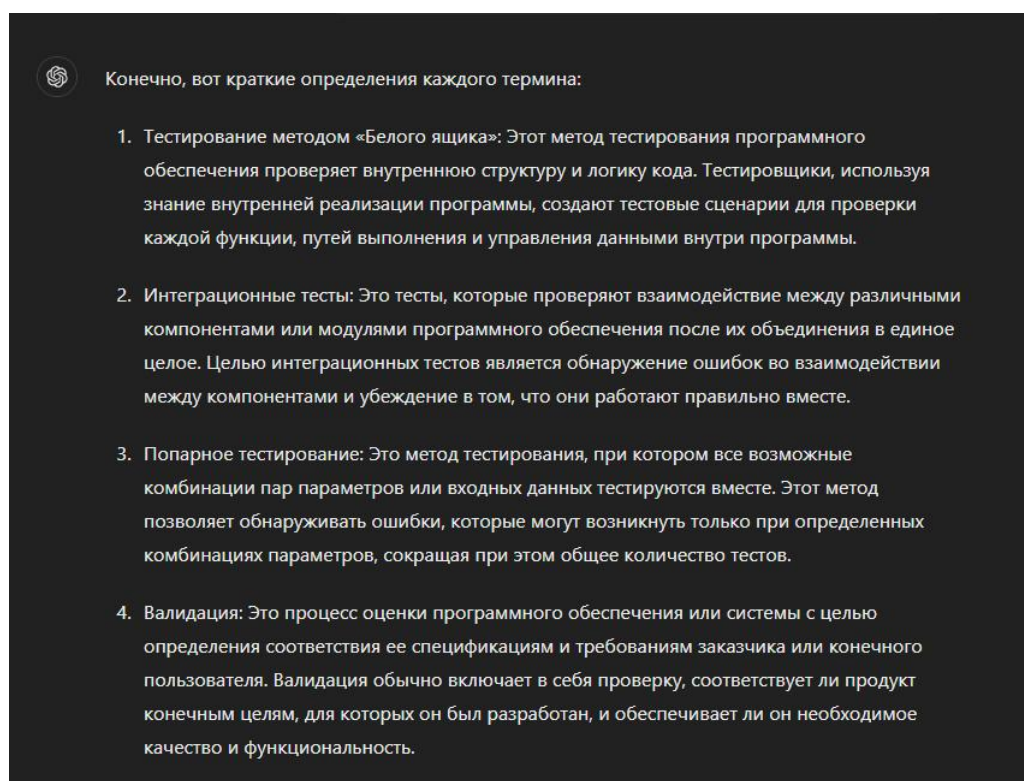 Конечно, вот краткие определения каждого термина:
1. Тестирование методом «Белого ящика»: Этот метод тестирования программного
обеспечения проверяет внутреннюю структуру и логику кода. Тестировщики, используя
знание внутренней реализации программы, создают тестовые сценарии для проверки
каждой функции, путей выполнения и управления данными внутри программы.
2. Интеграционные тесты: Это тесты, которые проверяют взаимодействие между различными
компонентами или модулями программного обеспечения после их объединения в единое
целое. Целью интеграционных тестов является обнаружение ошибок во взаимодействии
между компонентами и убеждение в том, что они работают правильно вместе.
3. Попарное тестирование: Это метод тестирования, при котором все возможные
комбинации пар параметров или входных данных тестируются вместе. Этот метод
позволяет обнаруживать ошибки, которые могут возникнуть только при определенных
комбинациях параметров, сокращая при этом общее количество тестов.
4. Валидация: Это процесс оценки программного обеспечения или системы с целью
определения соответствия ее спецификациям и требованиям заказчика или конечного
пользователя. Валидация обычно включает в себя проверку, соответствует ли продукт
конечным целям, для которых он был разработан, и обеспечивает ли он необходимое
качество и функциональность.